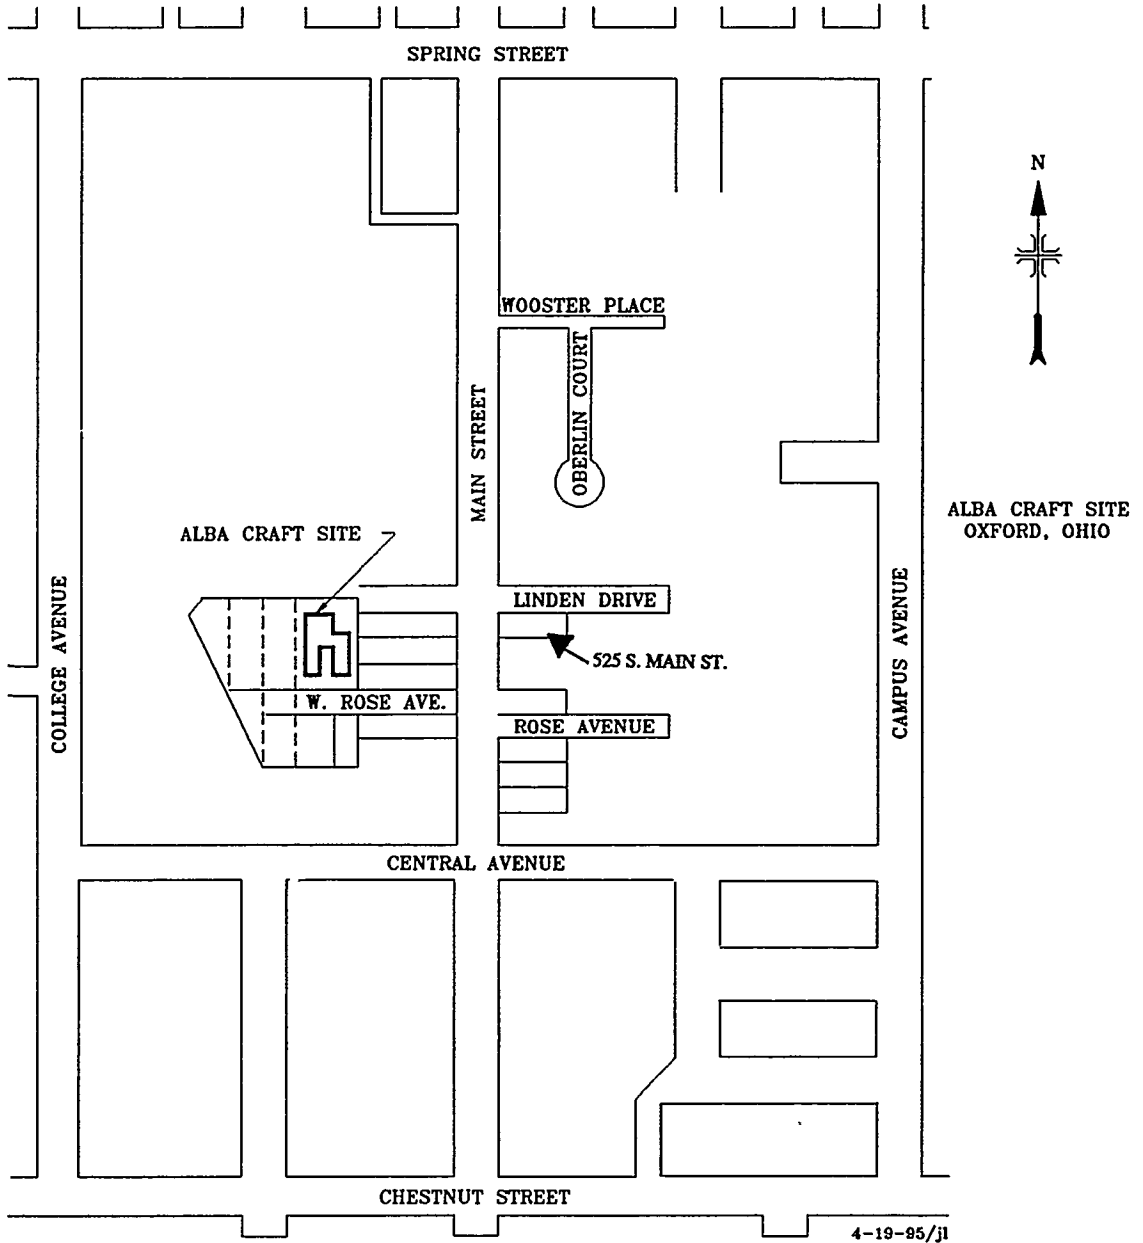 SPRING STREET
N
WOOSTER PLACE
OBERLIN COURT
MAIN STREET
ALBA CRAFT SITE
OXFORD, OHIO
ALBA CRAFT SITE
COLLEGE AVENUE
CAMPUS AVENUE
LINDEN DRIVE
525 S. MAIN ST.
W. ROSE AVE.
ROSE AVENUE
CENTRAL AVENUE
CHESTNUT STREET
4-19-95/jl